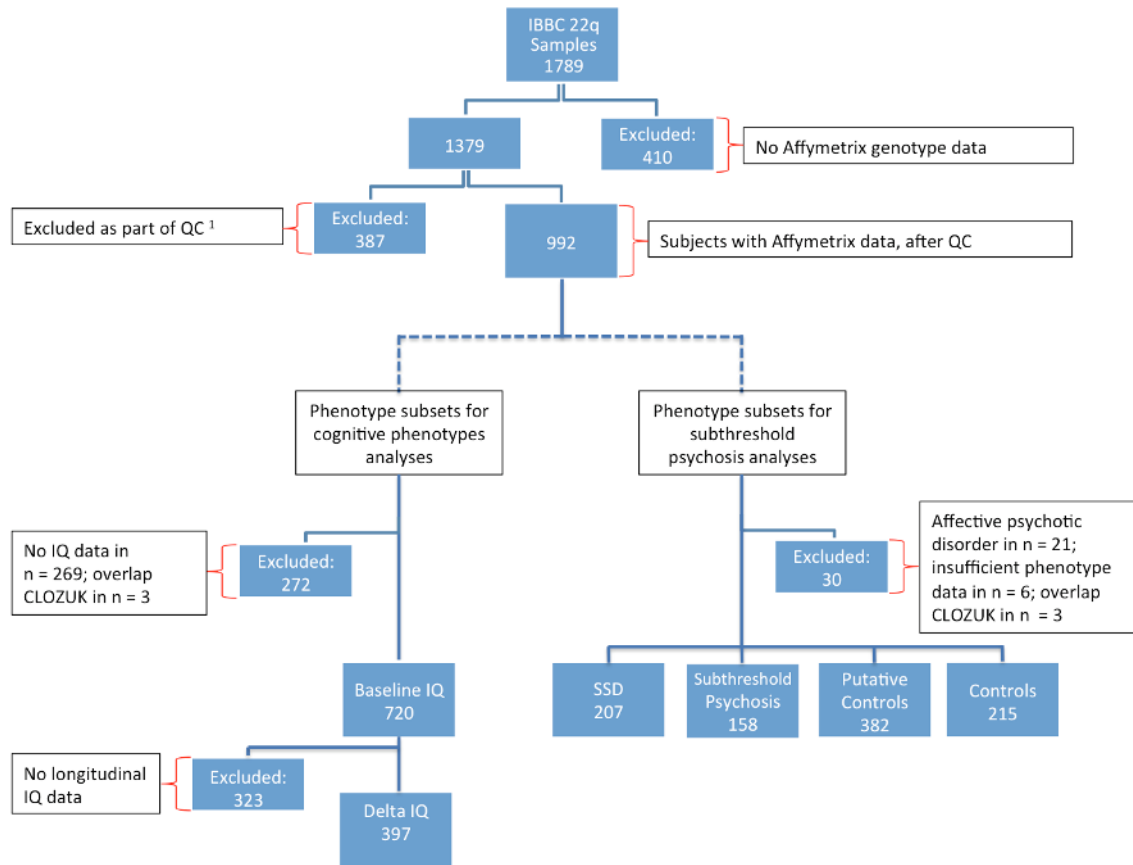 IBBC 22q
Samples
1789
1379
Excluded:
410
No Affymetrix genotype data
Excluded as part of QC 1
Excluded:
387
992
Subjects with Affymetrix data, after QC
Phenotype subsets for
cognitive phenotypes
analyses
Phenotype subsets for
subthreshold
psychosis analyses
No IQ data in
n = 269; overlap
CLOZUK in n = 3
Excluded:
272
Excluded:
30
Affective psychotic
disorder in n = 21;
insufficient phenotype
data in n = 6; overlap
CLOZUK in n = 3
Baseline IQ
720
SSD
207
Subthreshold
Psychosis
158
Putative
Controls
382
Controls
215
No longitudinal
IQ data
Excluded:
323
Delta IQ
397